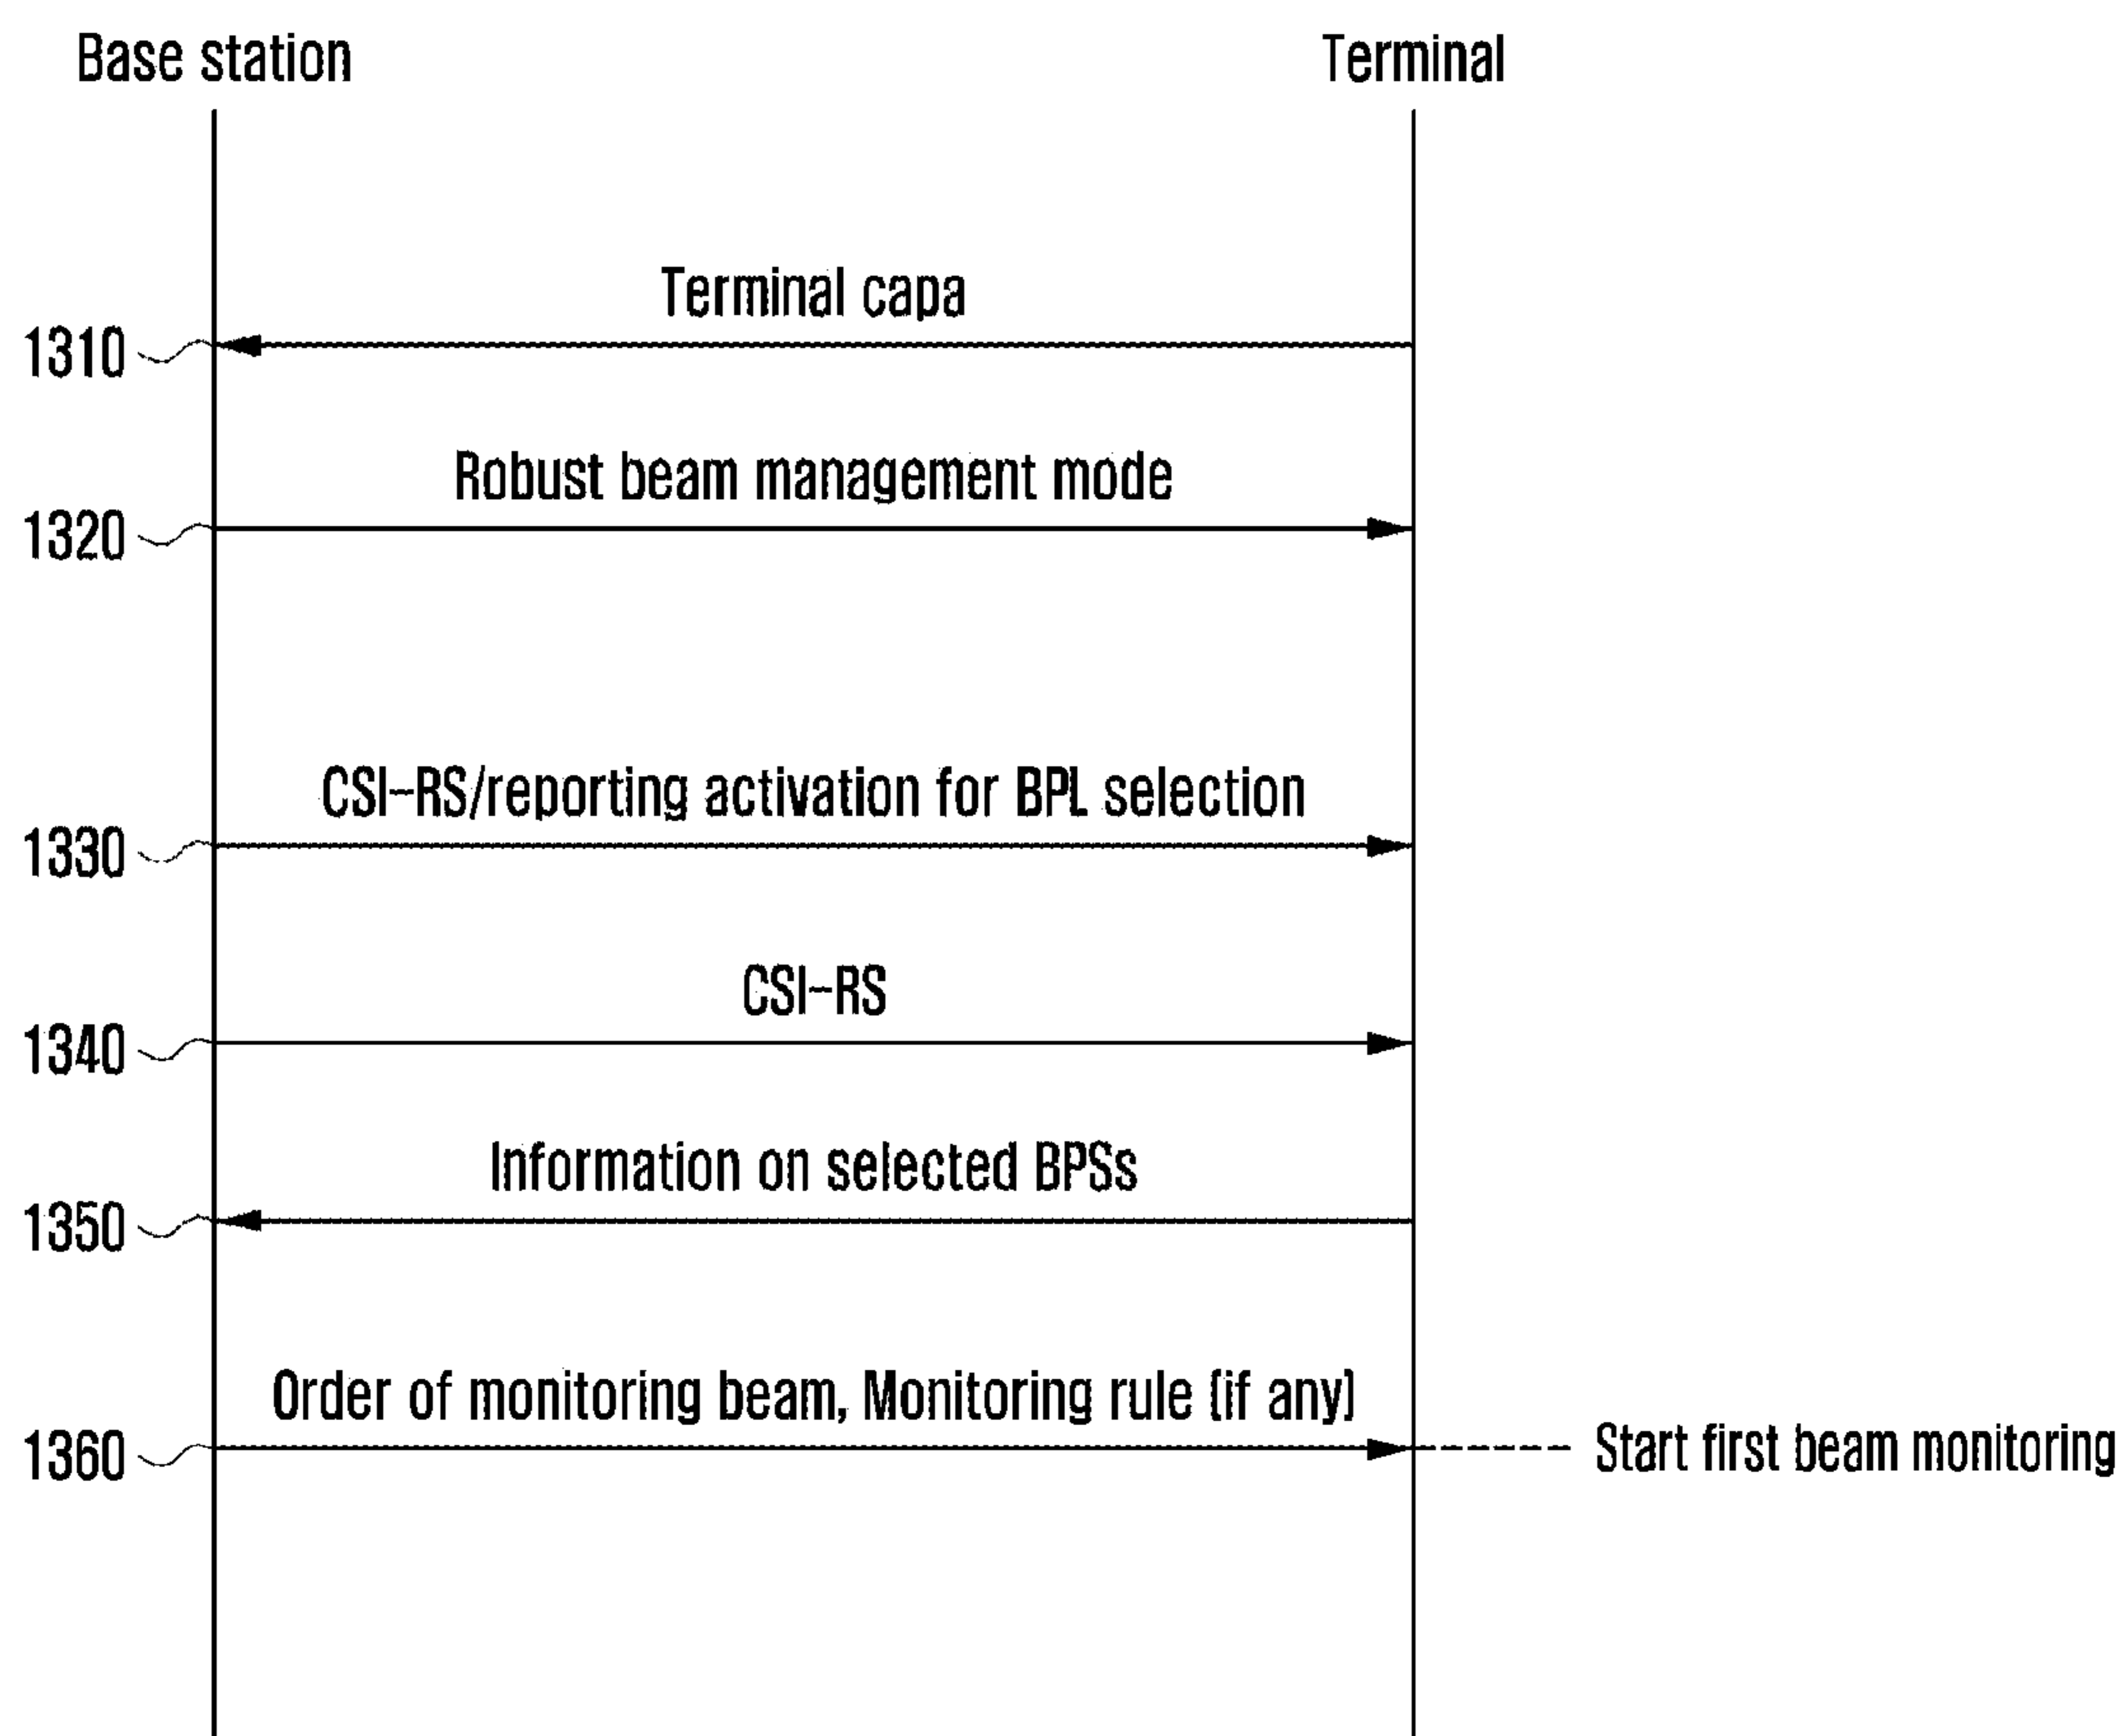 Base station
Terminal
Terminal capa
1310
Robust beam management mode
1320
CSI-RS/reporting activation for BPL selection
1330
CSI-RS
1340
Information on selected BPSs
1350
Order of monitoring beam, Monitoring rule (if any)
1360
Start first beam monitoring